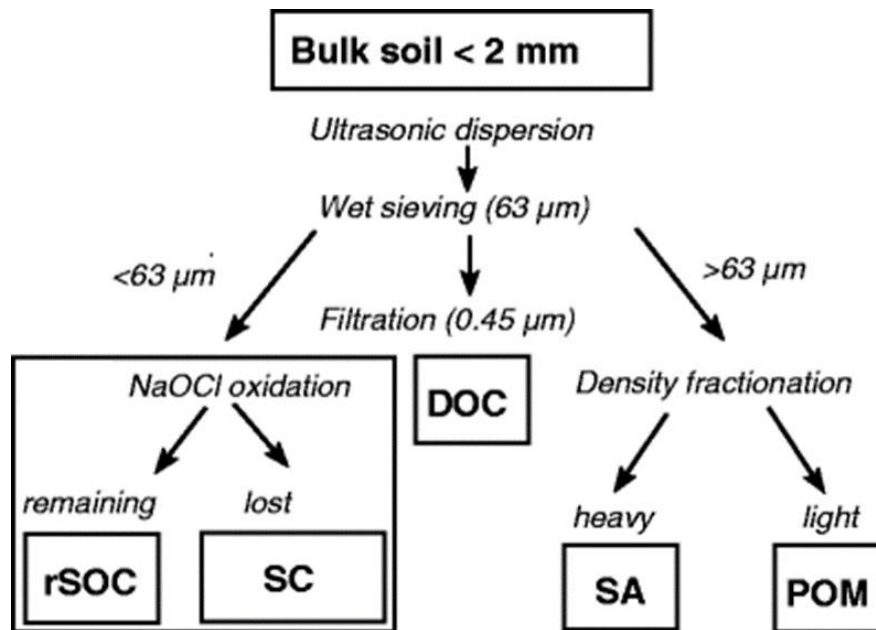 Bulk soil < 2 mm
Ultrasonic dispersion
Wet sieving (63 µm)
<63 µm
>63 µm
Filtration (0.45 µm)
NaOCl oxidation
DOC
Density fractionation
remaining
lost
heavy
light
rSOC
SC
SA
POM